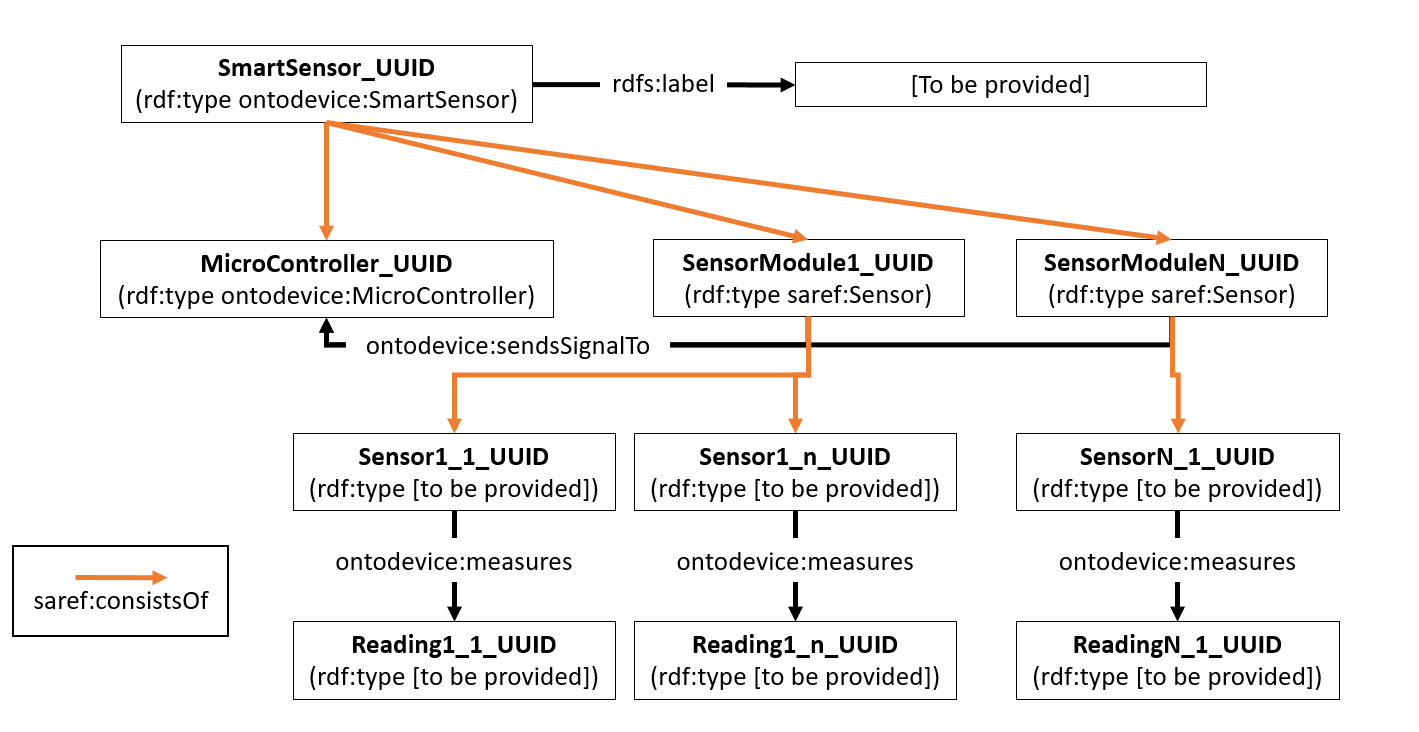 SmartSensor_UUID
(rdf:type ontodevice:SmartSensor)
rdfs:label
[To be provided]
MicroController_UUID
(rdf:type ontodevice:MicroController)
SensorModule1_UUID
(rdf:type saref:Sensor)
SensorModuleN_UUID
(rdf:type saref:Sensor)
ontodevice:sendsSignalTo
Sensor1_1_UUID
(rdf:type [to be provided])
Sensor1_n_UUID
(rdf:type [to be provided])
SensorN_1_UUID
(rdf:type [to be provided])
ontodevice:measures
ontodevice:measures
ontodevice:measures
saref:consistsOf
Reading1_1_UUID
(rdf:type [to be provided])
Reading1_n_UUID
(rdf:type [to be provided])
ReadingN_1_UUID
(rdf:type [to be provided])